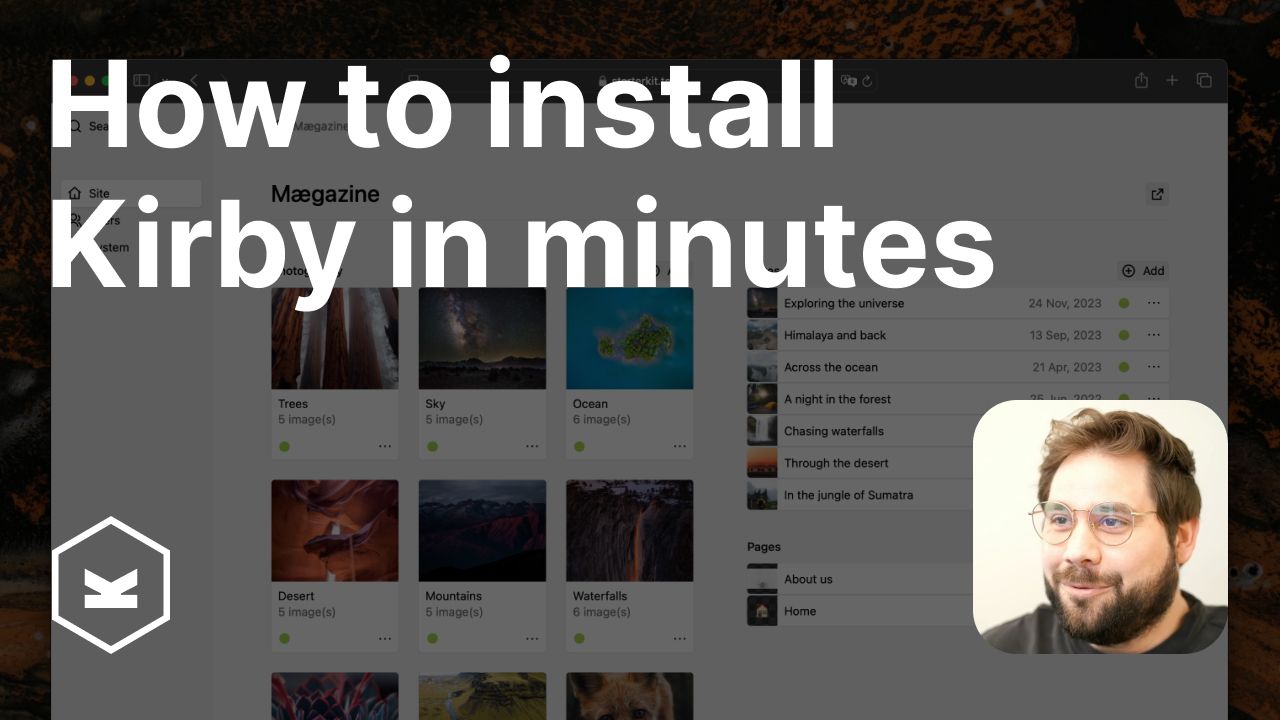 How to install
Kirby in minutes
Mægazine
Site
Mægazine
Add
Exploring the universe 24 Nov, 2023
Himalaya and back 13 Sep, 2023
Across the ocean 21 Apr, 2023
A night in the forest
Chasing waterfalls
Through the desert
In the jungle of Sumatra
Trees
5 image(s)
Sky
5 image(s)
Ocean
6 image(s)
Desert
5 image(s)
Mountains
5 image(s)
Waterfalls
6 image(s)
Pages
About us
Home